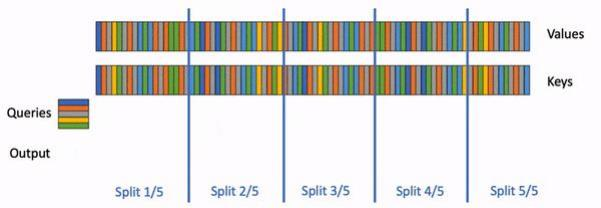 Values
Keys
Queries
Output
Split 1/5
Split 2/5
Split 3/5
Split 4/5
Split 5/5